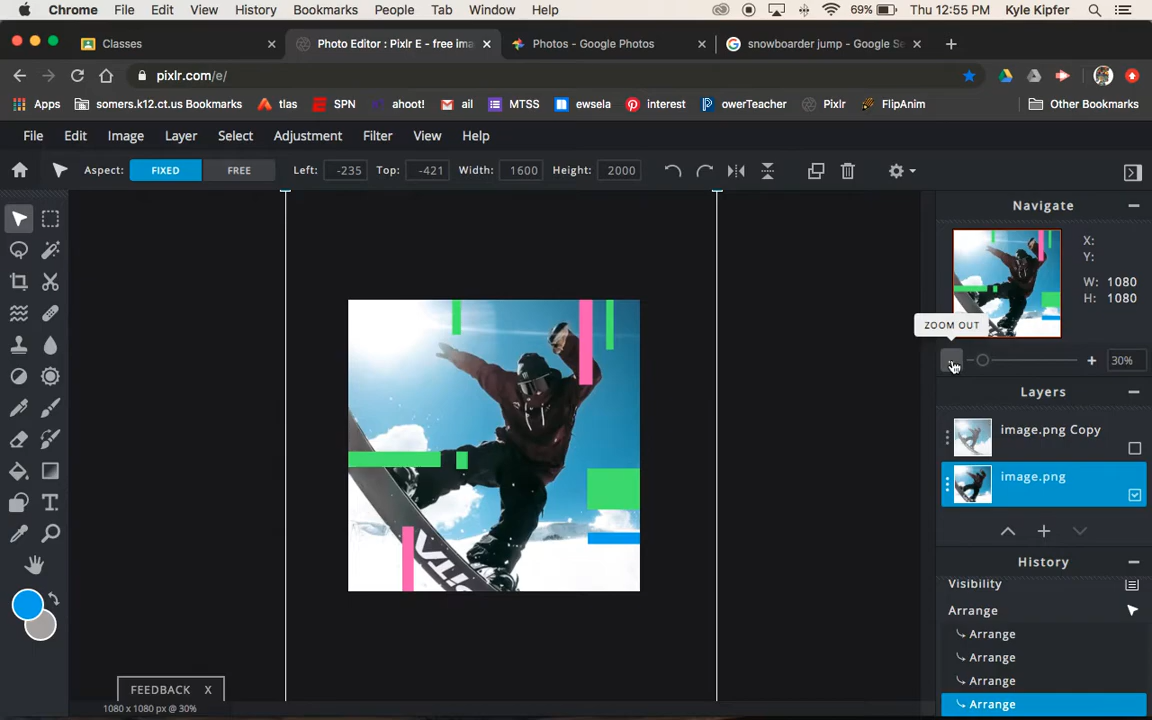 Chrome File Edit View History Bookmarks People Tab Window Help 69% Thu 12:55 Kyle Kipfer
Classes Photo Editor : Pixlr E - free ima Photos - Google Photos snowboarder jump - Google Se
pixlr.com/e/
Apps somers.k12.ct.us Bookmarks tlas SPN ahoot! ail MTSS ewsela interest owerTeacher Pixlr FlipAnim Other Bookmarks
File Edit Image Layer Select Adjustment Filter View Help
Aspect: FIXED FREE Left: -235 Top: -421 Width: 1600 Height: 2000
Navigate
X:
Y:
W: 1080
H: 1080
ZOOM OUT
30%
Layers
image.png Copy
image.png
History
Visibility
Arrange
Arrange
Arrange
Arrange
Arrange
FEEDBACK X
1080 x 1080 px @ 30%